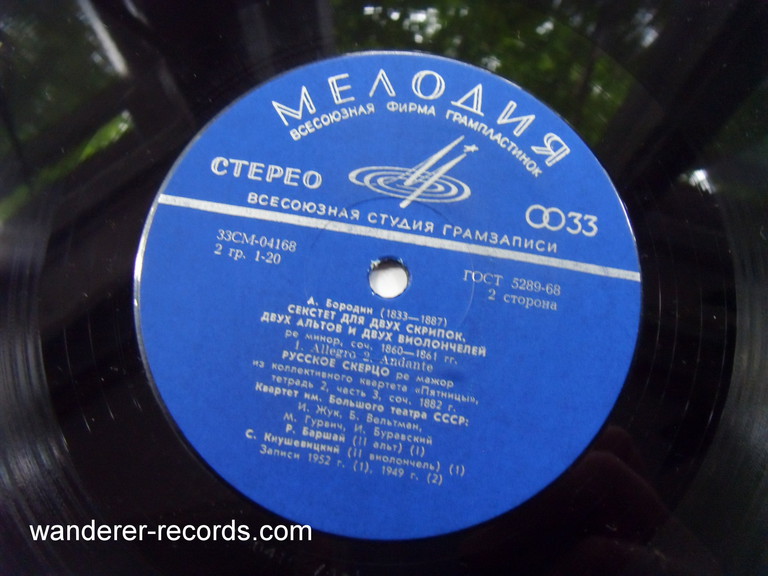 МЕЛОДИЯ
ВСЕСОЮЗНАЯ ФИРМА ГРАМПЛАСТИНОК
СТЕРЕО
33
ВСЕСОЮЗНАЯ СТУДИЯ ГРАМЗАПИСИ
33СМ-04168
2 гр. 1-20
ГОСТ 5289-68
2 сторона
А. Бородин (1833—1887)
СЕКСТЕТ ДЛЯ ДВУХ СКРИПОК,
ДВУХ АЛЬТОВ И ДВУХ ВИОЛОНЧЕЛЕЙ
ре минор, соч. 1860—1861 гг.
1. Allegro 2. Andante
РУССКОЕ СКЕРЦО ре мажор
из коллективного квартета «Пятницы»,
тетрадь 2, часть 3, соч. 1882 г.
Квартет им. Большого театра СССР:
И. Жук, Б. Вельтман,
М. Гурвич, И. Буравский
Р. Баршай (II альт) (1)
С. Кнушевицкий (II виолончель) (1)
Записи 1952 г. (1), 1949 г. (2)
wanderer-records.com